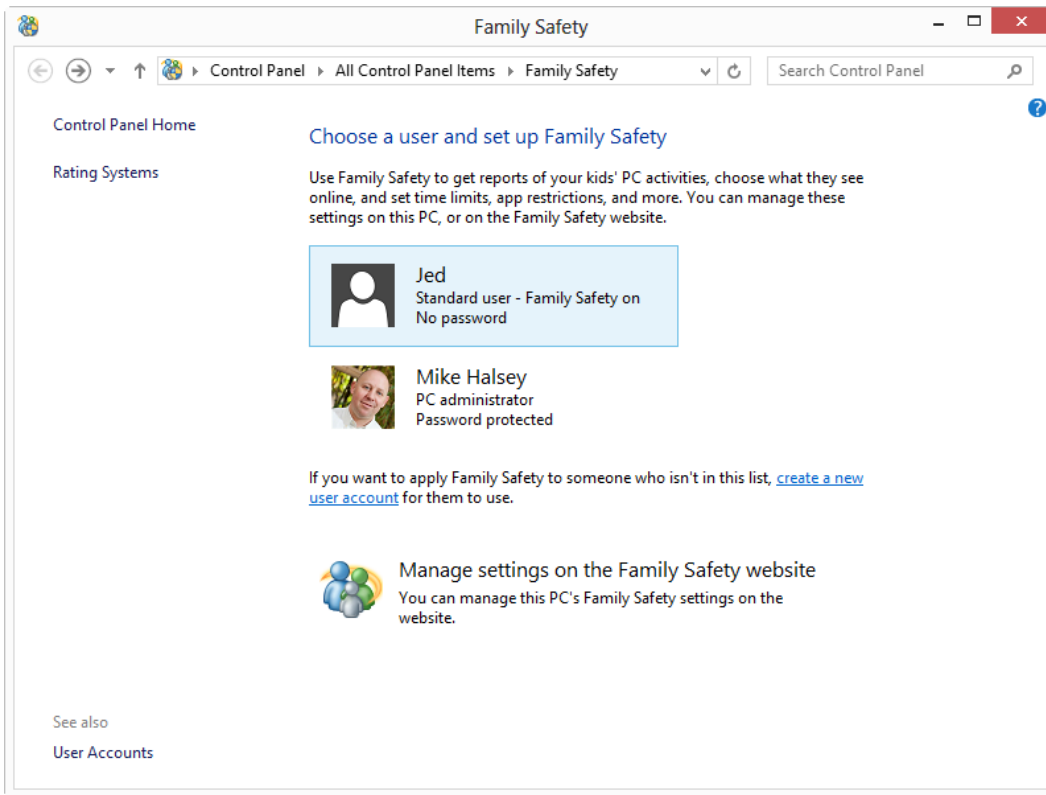 Family Safety
Control Panel All Control Panel Items Family Safety
Search Control Panel
Control Panel Home
Rating Systems
Choose a user and set up Family Safety
Use Family Safety to get reports of your kids' PC activities, choose what they see
online, and set time limits, app restrictions, and more. You can manage these
settings on this PC, or on the Family Safety website.
Jed
Standard user - Family Safety on
No password
Mike Halsey
PC administrator
Password protected
If you want to apply Family Safety to someone who isn't in this list, create a new
user account for them to use.
Manage settings on the Family Safety website
You can manage this PC's Family Safety settings on the
website.
See also
User Accounts